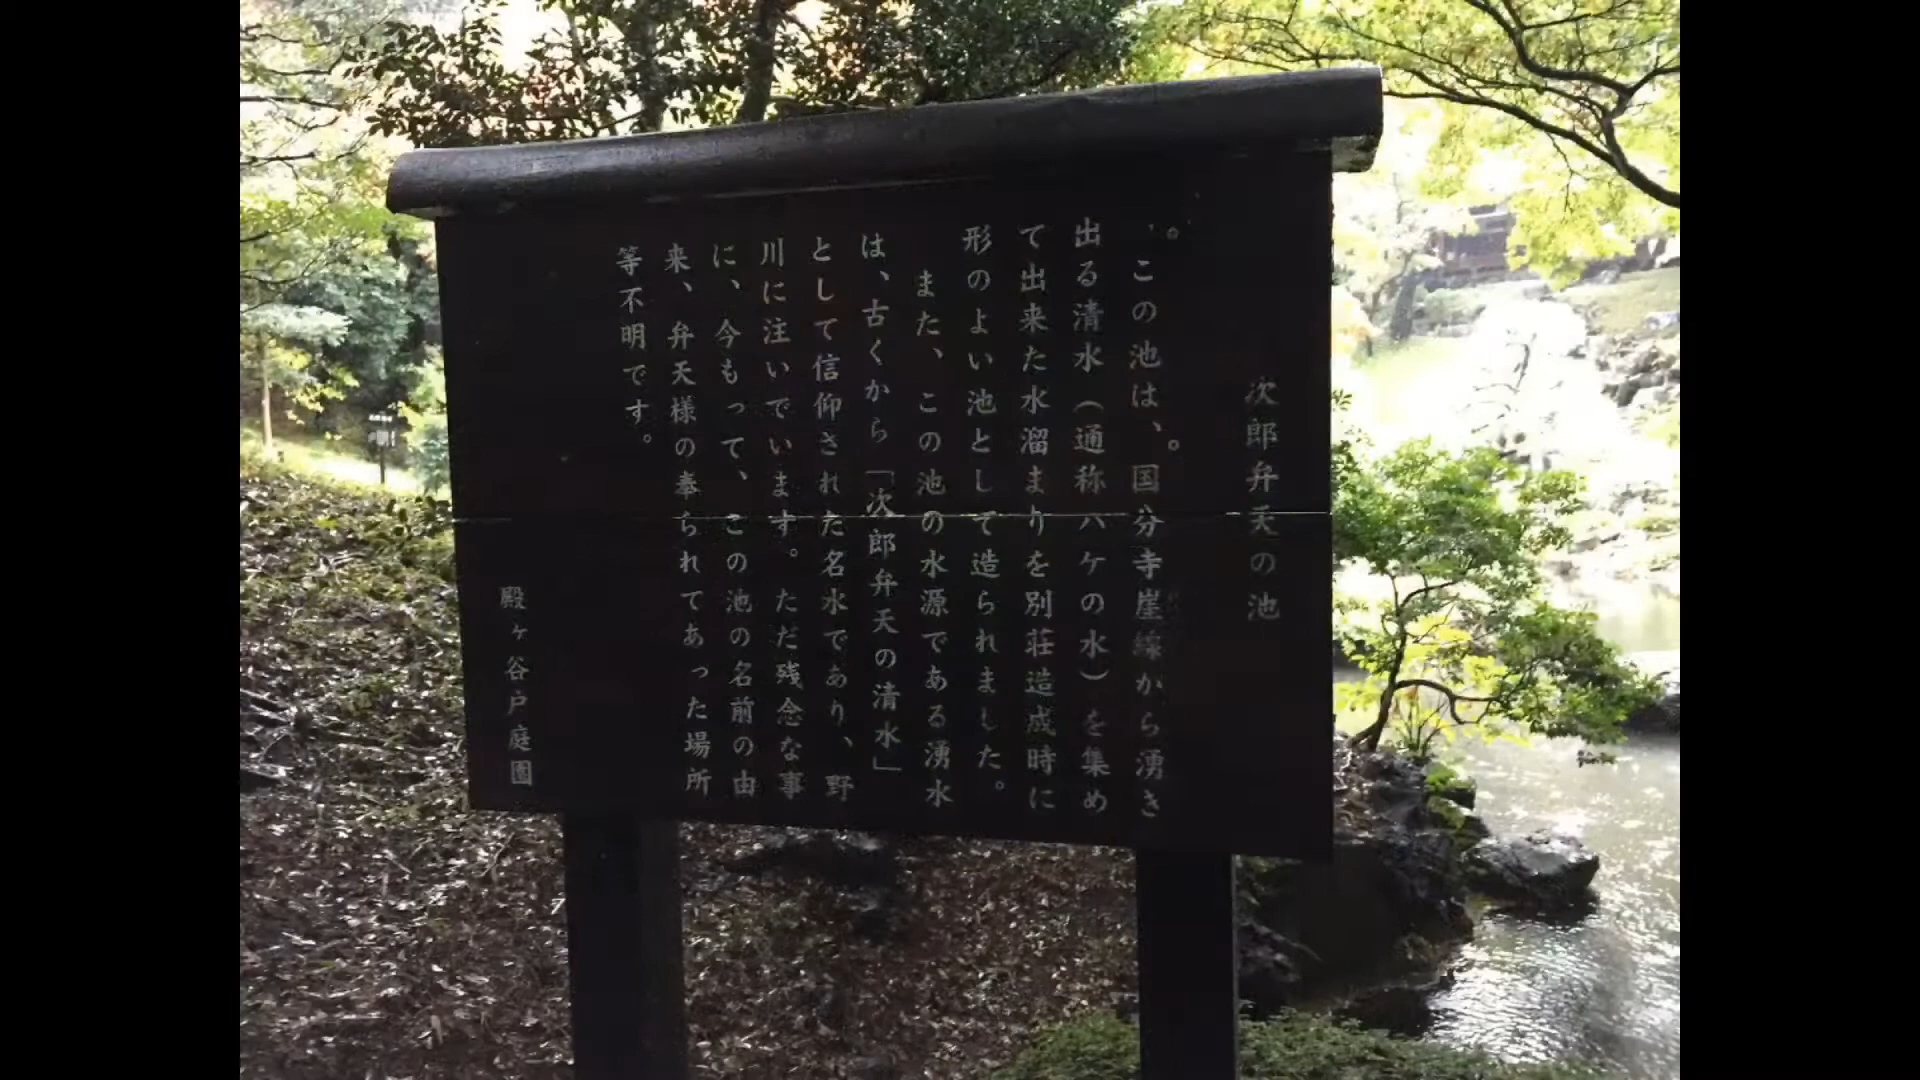 次郎弁天の池
この池は、国分寺崖線から湧き
出る清水（通称ハケの水）を集め
て出来た水溜まりを別荘造成時に
形のよい池として造られました。
また、この池の水源である湧水
は、古くから「次郎弁天の清水」
として信仰された名水であり、野
川に注いでいます。ただ残念な事
に、今もって、この池の名前の由
来、弁天様の奉られてあった場所
等不明です。
殿ヶ谷戸庭園